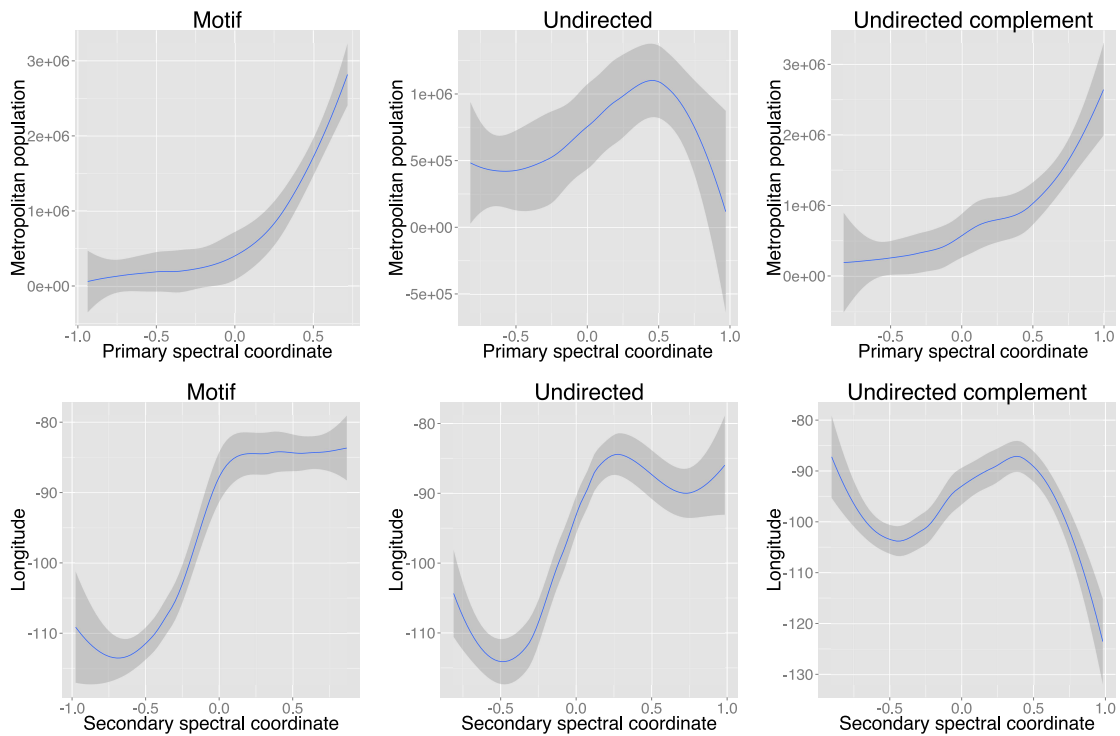 Motif
Undirected
Undirected complement
Metropolitan population
3e+06
2e+06
1e+06
0e+00
-1.0 -0.5 0.0 0.5
Primary spectral coordinate
Metropolitan population
1e+06
5e+05
0e+00
-5e+05
-0.5 0.0 0.5 1.0
Primary spectral coordinate
Metropolitan population
3e+06
2e+06
1e+06
0e+00
-0.5 0.0 0.5 1.0
Primary spectral coordinate
Motif
Undirected
Undirected complement
Longitude
-80
-90
-100
-110
-1.0 -0.5 0.0 0.5
Secondary spectral coordinate
Longitude
-80
-90
-100
-110
-0.5 0.0 0.5 1.0
Secondary spectral coordinate
Longitude
-80
-90
-100
-110
-120
-130
-0.5 0.0 0.5 1.0
Secondary spectral coordinate